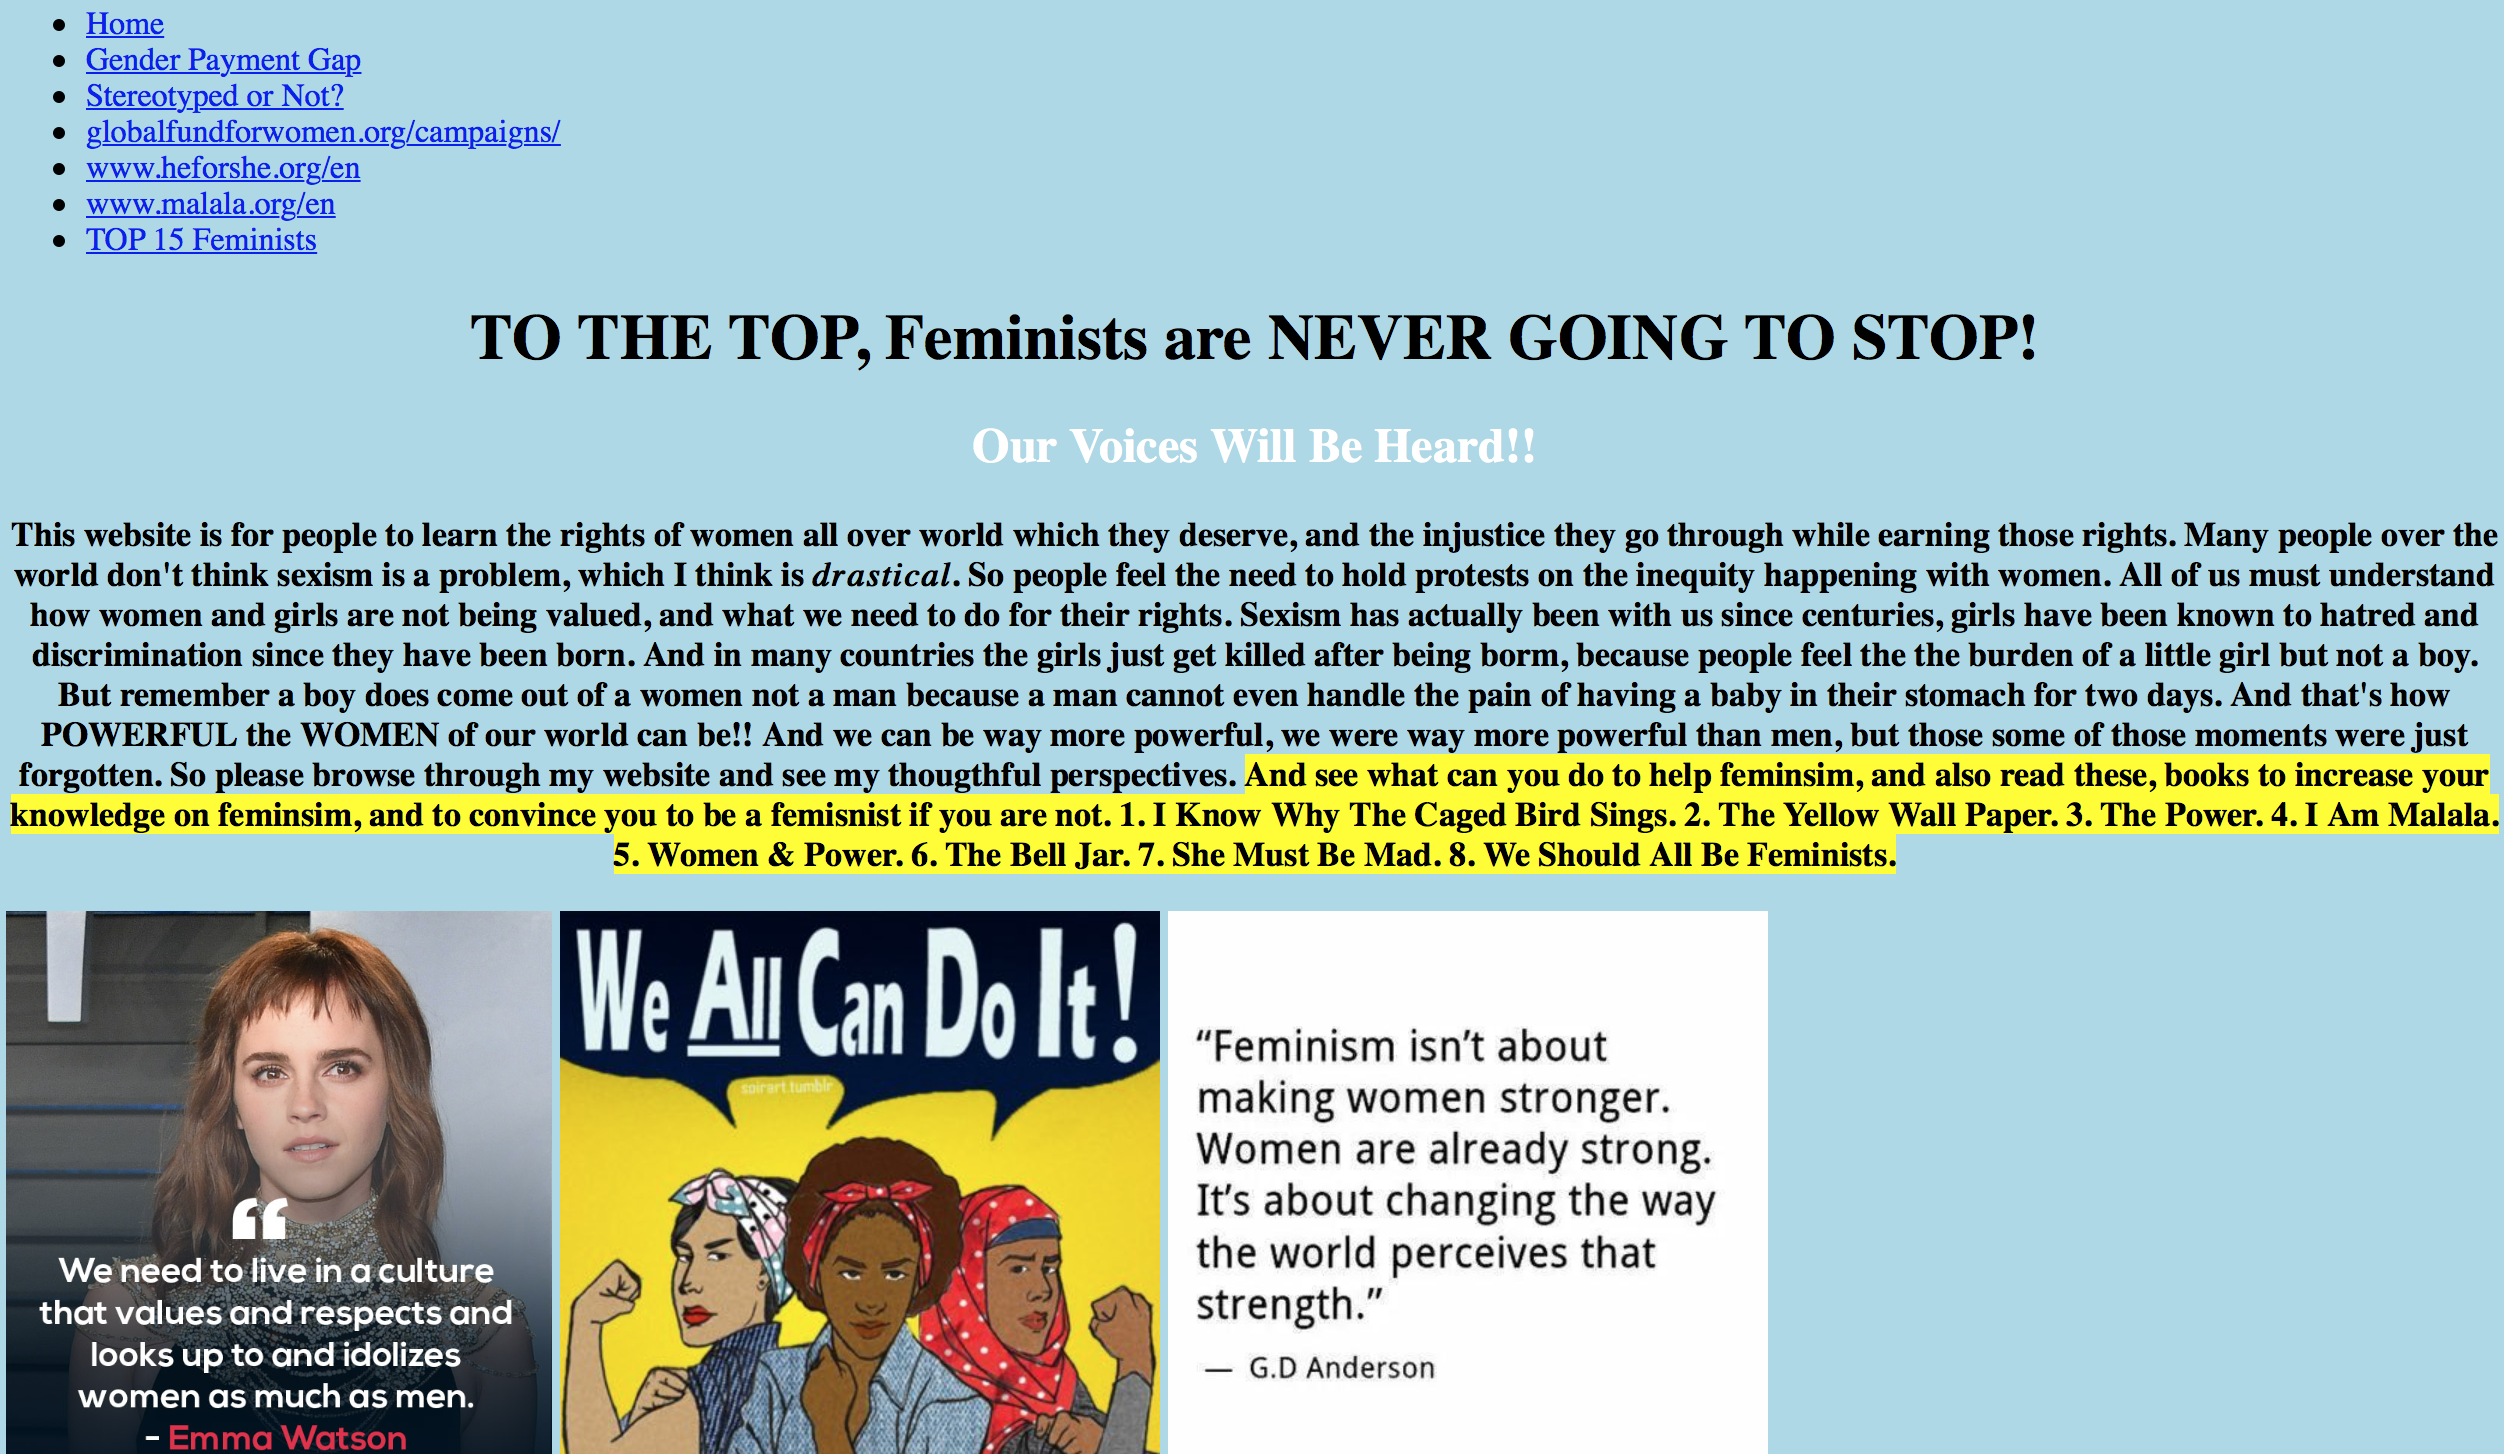 Home
Gender Payment Gap
Stereotyped or Not?
globalfundforwomen.org/campaigns/
www.heforshe.org/en
www.malala.org/en
TOP 15 Feminists
TO THE TOP, Feminists are NEVER GOING TO STOP!
Our Voices Will Be Heard!!
This website is for people to learn the rights of women all over world which they deserve, and the injustice they go through while earning those rights. Many people over the
world don't think sexism is a problem, which I think is drastical. So people feel the need to hold protests on the inequity happening with women. All of us must understand
how women and girls are not being valued, and what we need to do for their rights. Sexism has actually been with us since centuries, girls have been known to hatred and
discrimination since they have been born. And in many countries the girls just get killed after being borm, because people feel the the burden of a little girl but not a boy.
But remember a boy does come out of a women not a man because a man cannot even handle the pain of having a baby in their stomach for two days. And that's how
POWERFUL the WOMEN of our world can be!! And we can be way more powerful, we were way more powerful than men, but those some of those moments were just
forgotten. So please browse through my website and see my thougthful perspectives. And see what can you do to help feminsim, and also read these, books to increase your
knowledge on feminsim, and to convince you to be a femisnist if you are not. 1. I Know Why The Caged Bird Sings. 2. The Yellow Wall Paper. 3. The Power. 4. I Am Malala.
5. Women & Power. 6. The Bell Jar. 7. She Must Be Mad. 8. We Should All Be Feminists.
“
We need to live in a culture
that values and respects and
looks up to and idolizes
women as much as men.
- Emma Watson
We All Can Do It!
soirart.tumblr
“Feminism isn’t about
making women stronger.
Women are already strong.
It’s about changing the way
the world perceives that
strength.”
— G.D Anderson